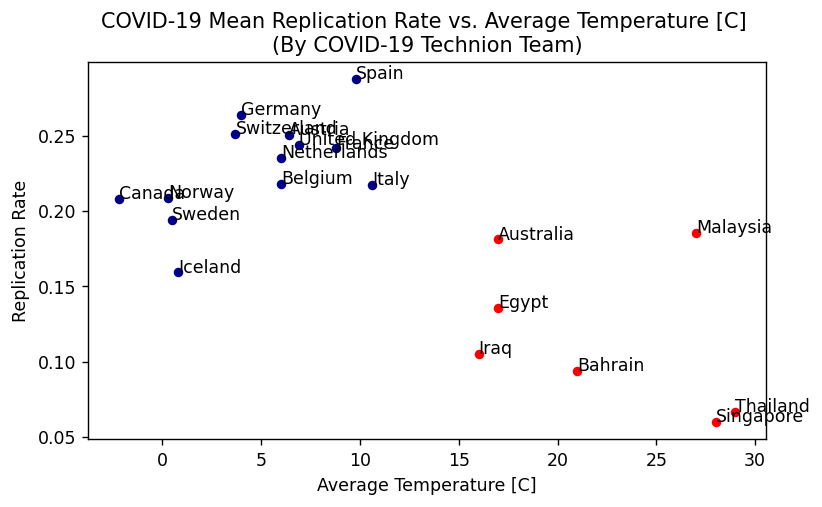 COVID-19 Mean Replication Rate vs. Average Temperature [C]
(By COVID-19 Technion Team)
Spain
Germany
Switzerland
Austria
United Kingdom
France
Netherlands
Belgium
Italy
Canada
Norway
Sweden
Iceland
Australia
Malaysia
Egypt
Iraq
Bahrain
Thailand
Singapore
0.25
0.20
0.15
0.10
0.05
Replication Rate
0 5 10 15 20 25 30
Average Temperature [C]